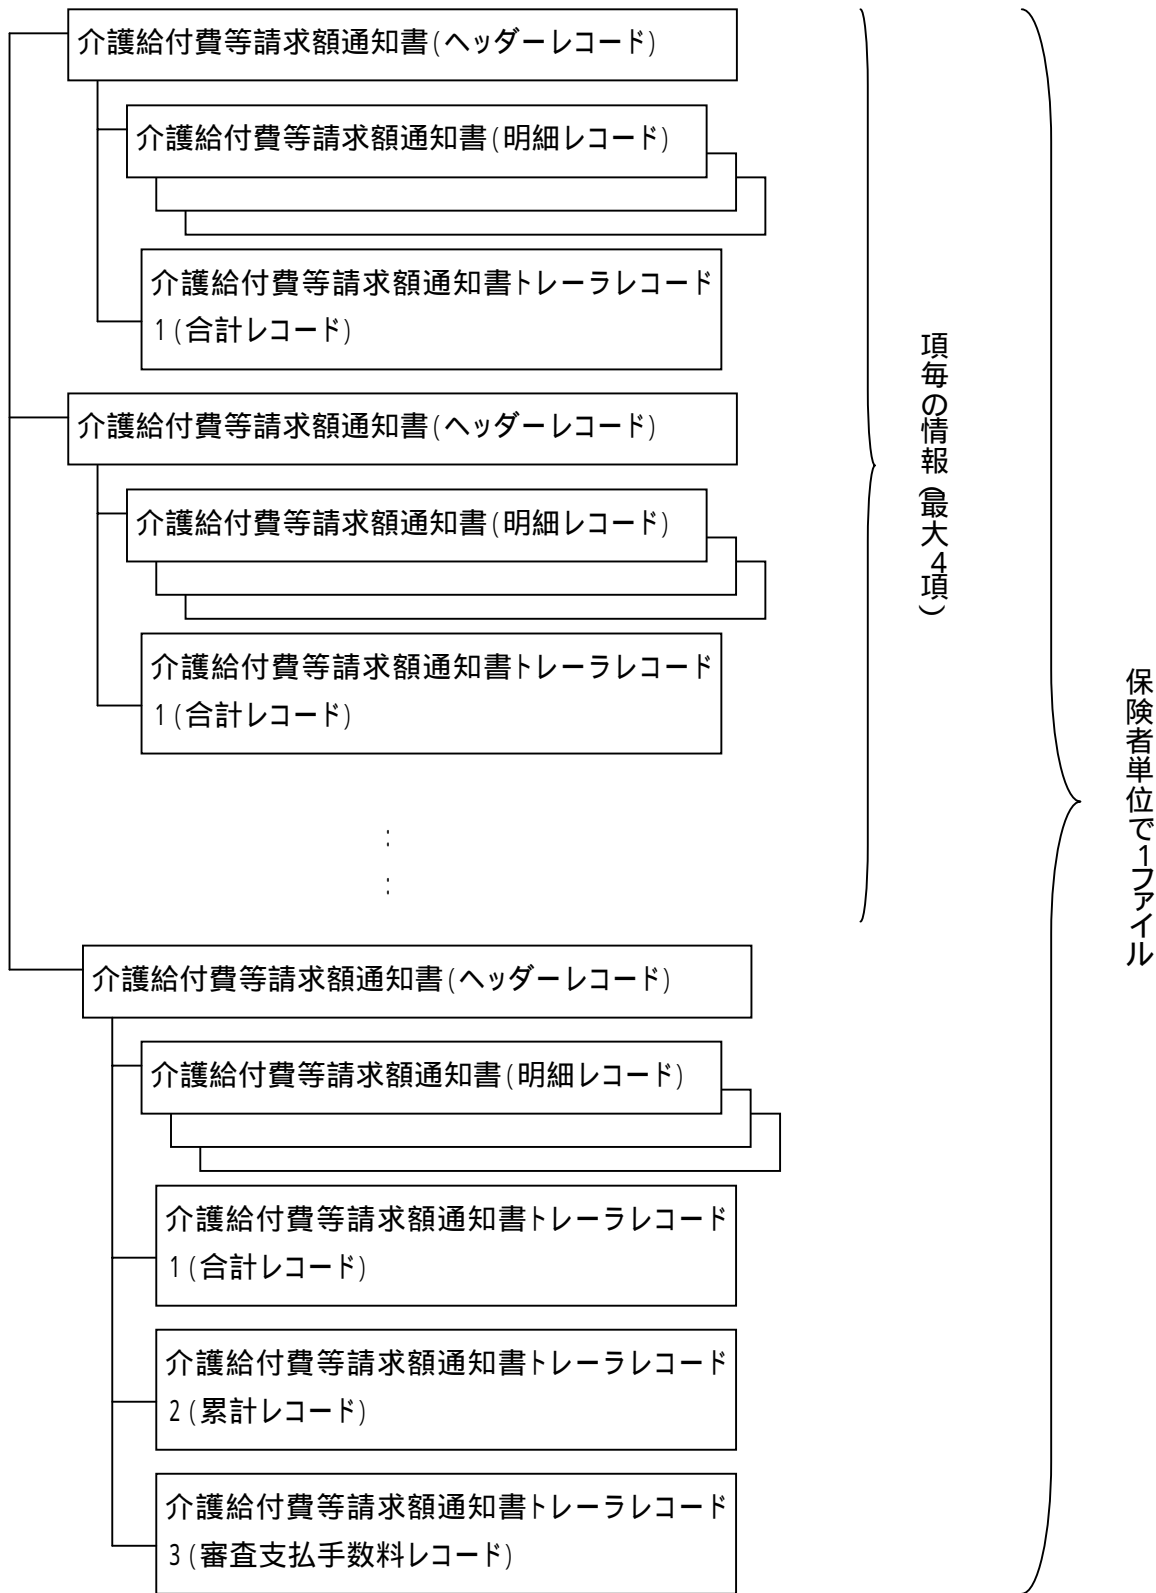 介護給付費等請求額通知書(ヘッダーレコード)
介護給付費等請求額通知書(明細レコード)
介護給付費等請求額通知書トレーラレコード
1(合計レコード)
介護給付費等請求額通知書(ヘッダーレコード)
介護給付費等請求額通知書(明細レコード)
介護給付費等請求額通知書トレーラレコード
1(合計レコード)
:
:
項毎の情報(最大4項)
介護給付費等請求額通知書(ヘッダーレコード)
介護給付費等請求額通知書(明細レコード)
介護給付費等請求額通知書トレーラレコード
1(合計レコード)
介護給付費等請求額通知書トレーラレコード
2(累計レコード)
介護給付費等請求額通知書トレーラレコード
3(審査支払手数料レコード)
保険者単位で1ファイル